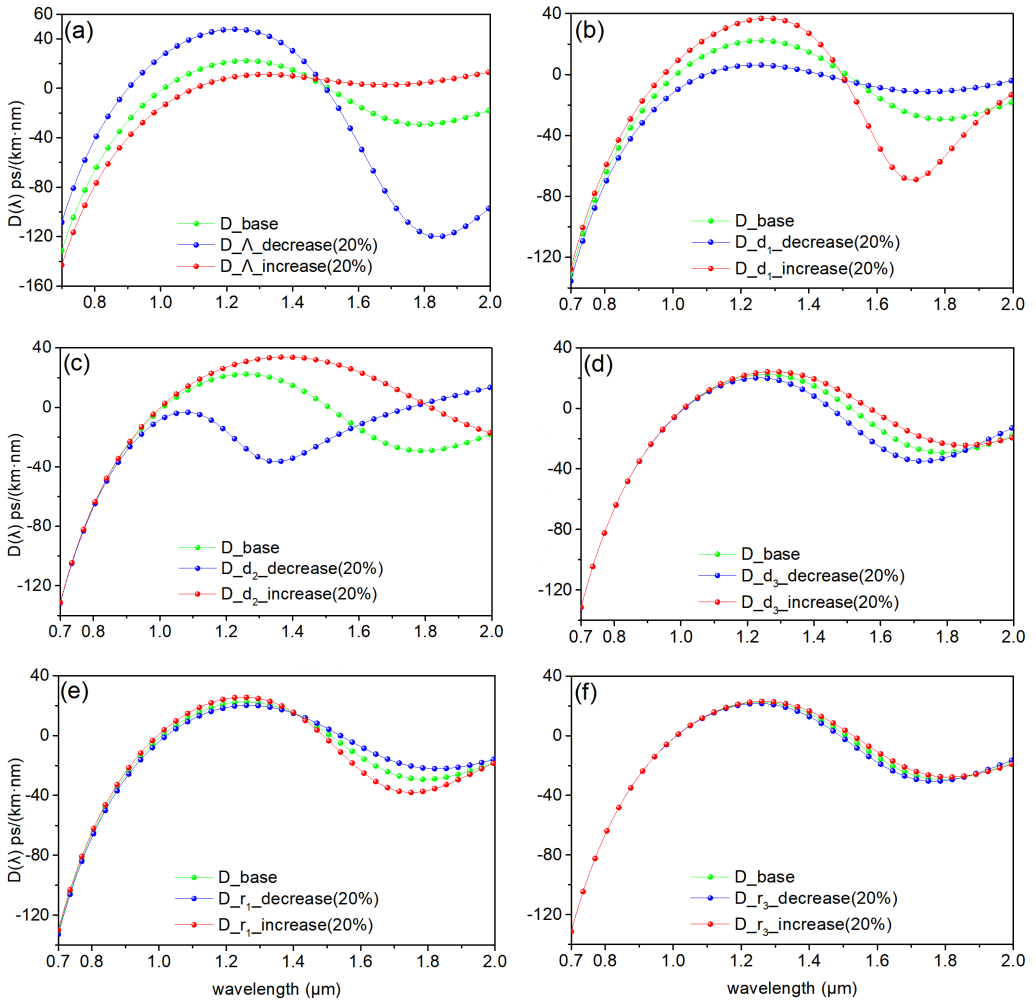 (a)
D(λ) ps/(km·nm)
60
40
0
-40
-80
-120
-160
0.8
1.0
1.2
1.4
1.6
1.8
2.0
D_base
D_Λ_decrease(20%)
D_Λ_increase(20%)
(b)
40
0
-40
-80
-120
0.7
0.8
1.0
1.2
1.4
1.6
1.8
2.0
D_base
D_d₁_decrease(20%)
D_d₁_increase(20%)
(c)
D(λ) ps/(km·nm)
40
0
-40
-80
-120
0.7
0.8
1.0
1.2
1.4
1.6
1.8
2.0
D_base
D_d₂_decrease(20%)
D_d₂_increase(20%)
(d)
40
0
-40
-80
-120
0.7
0.8
1.0
1.2
1.4
1.6
1.8
2.0
D_base
D_d₃_decrease(20%)
D_d₃_increase(20%)
(e)
D(λ) ps/(km·nm)
40
0
-40
-80
-120
0.7
0.8
1.0
1.2
1.4
1.6
1.8
2.0
D_base
D_r₁_decrease(20%)
D_r₁_increase(20%)
wavelength (μm)
(f)
40
0
-40
-80
-120
0.7
0.8
1.0
1.2
1.4
1.6
1.8
2.0
D_base
D_r₃_decrease(20%)
D_r₃_increase(20%)
wavelength (μm)